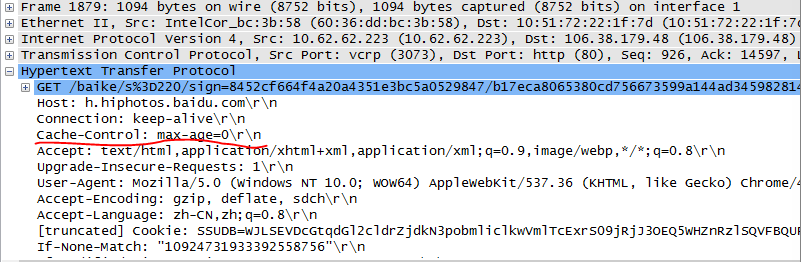 Frame 1879: 1094 bytes on wire (8752 bits), 1094 bytes captured (8752 bits) on interface 1
Ethernet II, Src: IntelCor_bc:3b:58 (60:36:dd:bc:3b:58), Dst: 10:51:72:22:1f:7d (10:51:72:22:1f:7d
Internet Protocol Version 4, Src: 10.62.62.223 (10.62.62.223), Dst: 106.38.179.48 (106.38.179.48)
Transmission Control Protocol, Src Port: vcrp (3073), Dst Port: http (80), Seq: 926, Ack: 14597, L
Hypertext Transfer Protocol
GET /baike/s%3D220/sign=8452cf664f4a20a4351e3bc5a0529847/b17eca8065380cd756673599a144ad345982814
Host: h.hiphotos.baidu.com\r\n
Connection: keep-alive\r\n
Cache-Control: max-age=0\r\n
Accept: text/html,application/xhtml+xml,application/xml;q=0.9,image/webp,*/*;q=0.8\r\n
Upgrade-Insecure-Requests: 1\r\n
User-Agent: Mozilla/5.0 (Windows NT 10.0; WOW64) AppleWebKit/537.36 (KHTML, like Gecko) Chrome/4
Accept-Encoding: gzip, deflate, sdch\r\n
Accept-Language: zh-CN,zh;q=0.8\r\n
[truncated] Cookie: SSUDB=WJLSEVDcGtqdGl2cldrZjdkN3pobmliclkwVmlTcExrS09jRjJ3OEQ5WHZnRzlSQVFBQUF
If-None-Match: "10924731933392558756"\r\n